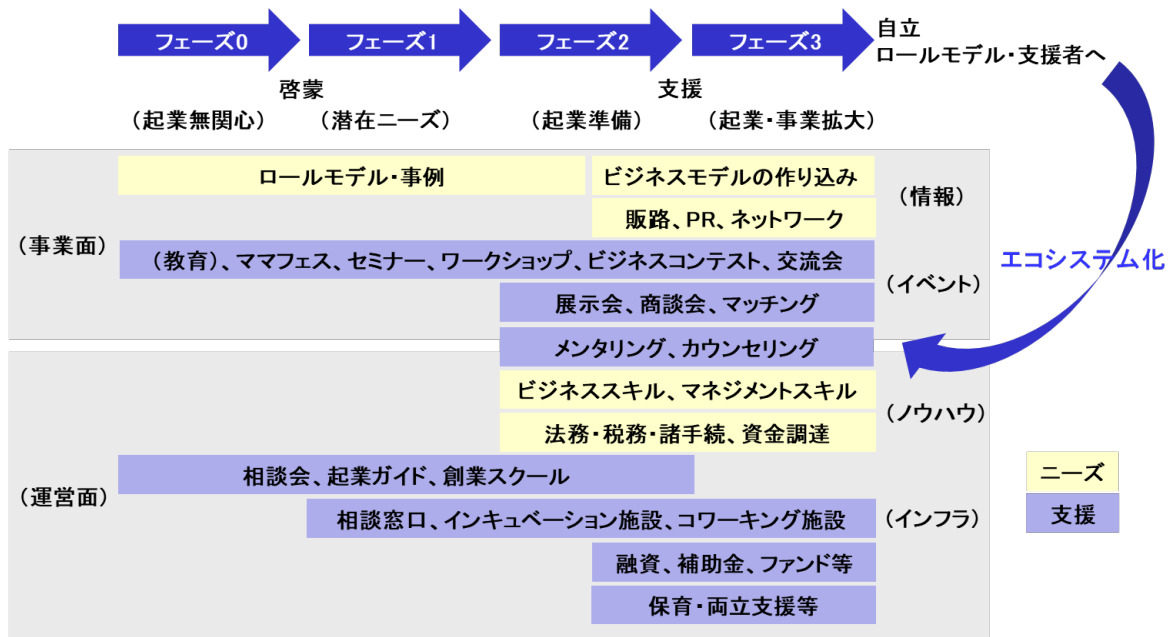 フェーズ0
フェーズ1
フェーズ2
フェーズ3
自立
ロールモデル・支援者へ
啓蒙
支援
（起業無関心）
（潜在ニーズ）
（起業準備）
（起業・事業拡大）
ロールモデル・事例
ビジネスモデルの作り込み
（情報）
販路、PR、ネットワーク
（事業面）
（教育）、ママフェス、セミナー、ワークショップ、ビジネスコンテスト、交流会
エコシステム化
（イベント）
展示会、商談会、マッチング
メンタリング、カウンセリング
ビジネススキル、マネジメントスキル
（ノウハウ）
法務・税務・諸手続、資金調達
相談会、起業ガイド、創業スクール
ニーズ
（運営面）
相談窓口、インキュベーション施設、コワーキング施設
（インフラ）
支援
融資、補助金、ファンド等
保育・両立支援等